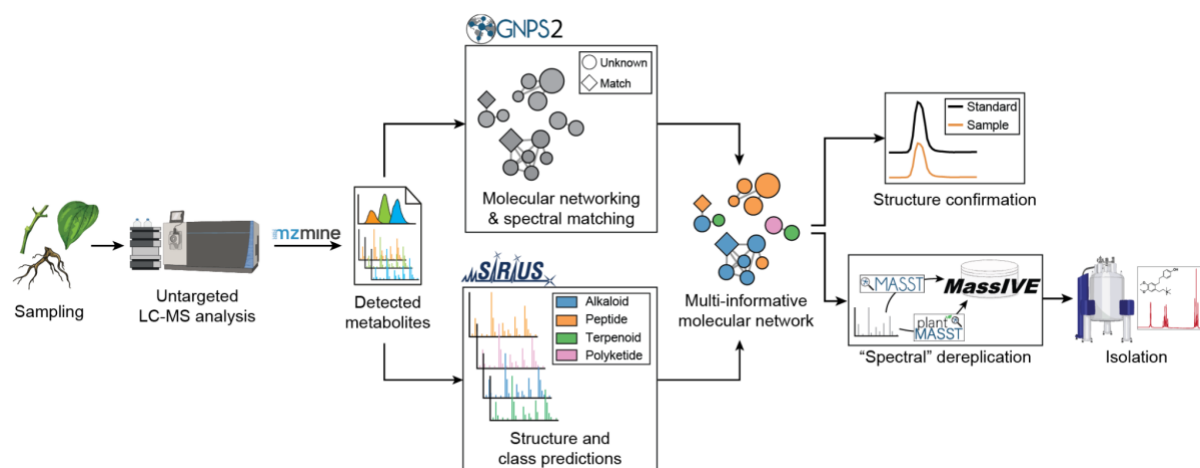 GNPS2
Unknown
Match
Molecular networking
& spectral matching
Standard
Sample
Structure confirmation
Sampling
Untargeted
LC-MS analysis
mzmine
Detected
metabolites
SIRIUS
Alkaloid
Peptide
Terpenoid
Polyketide
Structure and
class predictions
Multi-informative
molecular network
MASST
MassIVE
plant
MASST
“Spectral” dereplication
Isolation